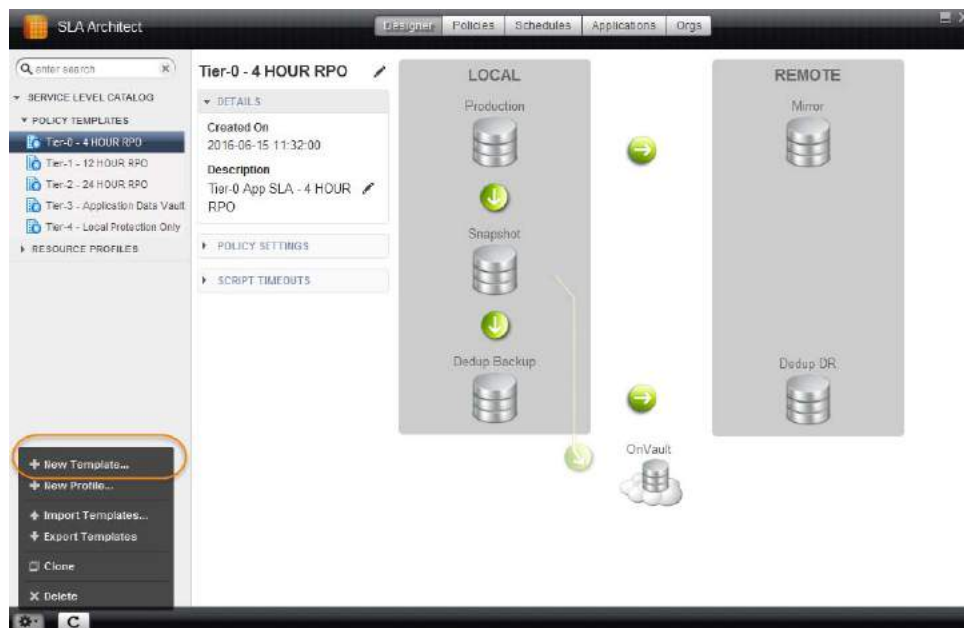 SLA Architect
Designer Policies Schedules Applications Orgs
enter search
SERVICE LEVEL CATALOG
POLICY TEMPLATES
Tier-0 - 4 HOUR RPO
Tier-1 - 12 HOUR RPO
Tier-2 - 24 HOUR RPO
Tier-3 - Application Data Vault
Tier-4 - Local Protection Only
RESOURCE PROFILES
New Template...
New Profile...
Import Templates...
Export Templates
Clone
Delete
Tier-0 - 4 HOUR RPO
DETAILS
Created On
2016-06-15 11:32:00
Description
Tier-0 App SLA - 4 HOUR
RPO
POLICY SETTINGS
SCRIPT TIMEOUTS
LOCAL
Production
Snapshot
Dedup Backup
REMOTE
Mirror
Dedup DR
OnVault